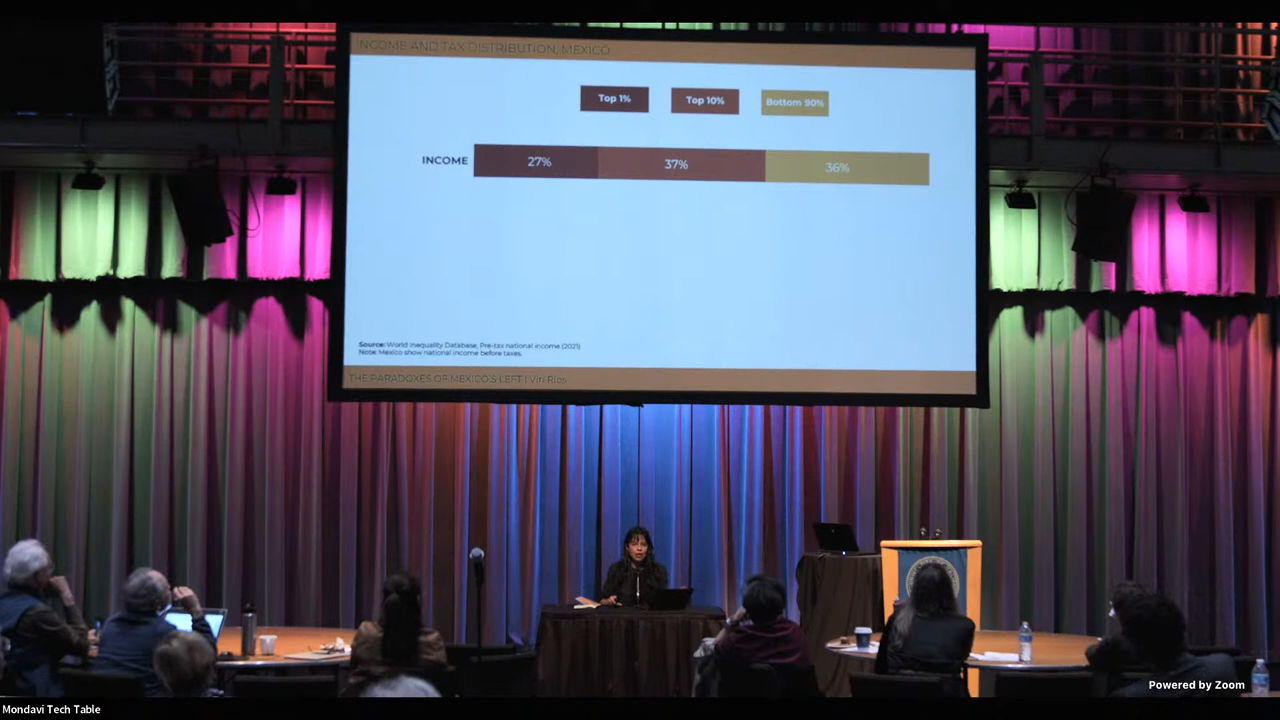 INCOME AND TAX DISTRIBUTION, MEXICO
Top 1%
Top 10%
Bottom 90%
INCOME
27%
37%
36%
Source: World Inequality Database, Pre-tax national income (2021)
Note: Mexico show national income before taxes.
THE PARADOXES OF MEXICO'S LEFT | Viri Ríos
Powered by Zoom
Mondavi Tech Table